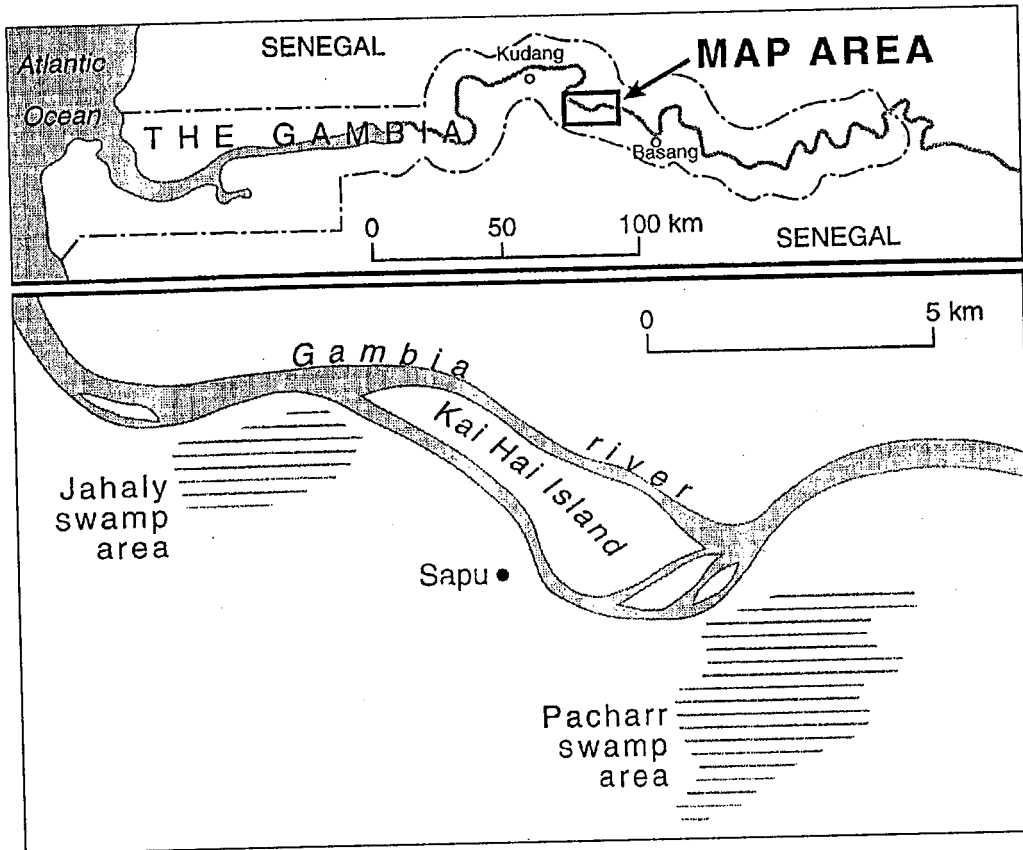 Atlantic
Ocean
SENEGAL
Kudang
MAP AREA
THE GAMBIA
Basang
0 50 100 km
SENEGAL
0 5 km
Gambia river
Kai Hai Island
Jahaly
swamp
area
Sapu
Pacharr
swamp
area